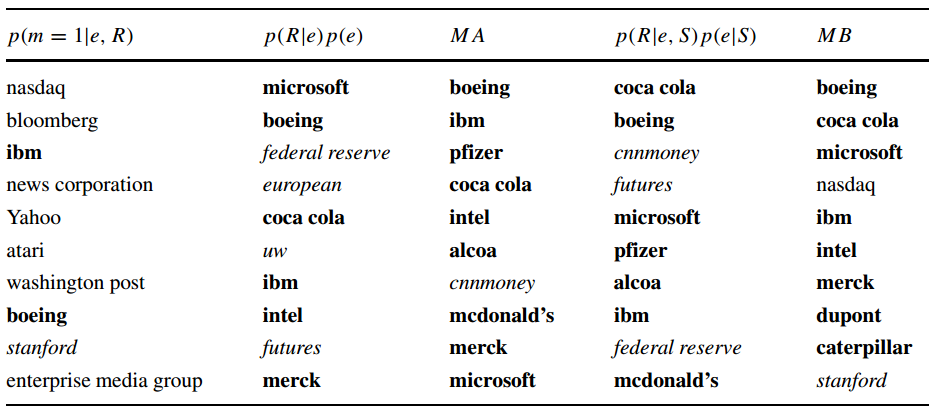 p(m = 1|e, R) p(R|e)p(e) MA p(R|e, S)p(e|S) MB
nasdaq microsoft boeing coca cola boeing
bloomberg boeing ibm boeing coca cola
ibm federal reserve pfizer cnnmoney microsoft
news corporation european coca cola futures nasdaq
Yahoo coca cola intel microsoft ibm
atari uw alcoa pfizer intel
washington post ibm cnnmoney alcoa merck
boeing intel mcdonald's ibm dupont
stanford futures merck federal reserve caterpillar
enterprise media group merck microsoft mcdonald's stanford